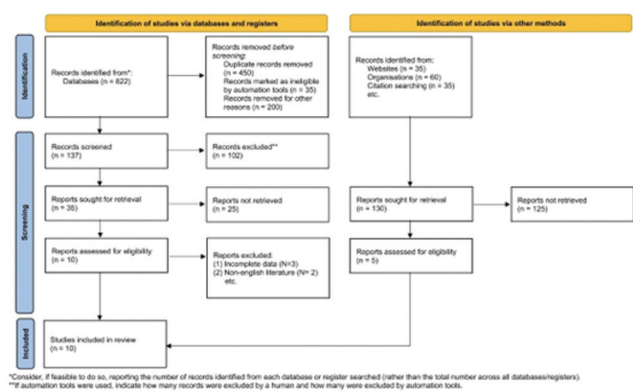 Identification of studies via databases and registers
Identification of studies via other methods
Identification
Records identified from*:
Databases (n = 822)
Records removed before
screening:
Duplicate records removed
(n = 450)
Records marked as ineligible
by automation tools (n = 35)
Records removed for other
reasons (n = 200)
Records identified from:
Websites (n = 35)
Organisations (n = 60)
Citation searching (n = 35)
etc.
Screening
Records screened
(n = 137)
Records excluded**
(n = 102)
Reports sought for retrieval
(n = 35)
Reports not retrieved
(n = 25)
Reports sought for retrieval
(n = 130)
Reports not retrieved
(n = 125)
Reports assessed for eligibility
(n = 10)
Reports excluded:
(1) Incomplete data (N=3)
(2) Non-english literature (N= 2)
etc.
Reports assessed for eligibility
(n = 5)
Included
Studies included in review
(n = 10)
*Consider, if feasible to do so, reporting the number of records identified from each database or register searched (rather than the total number across all databases/registers).
**If automation tools were used, indicate how many records were excluded by a human and how many were excluded by automation tools.